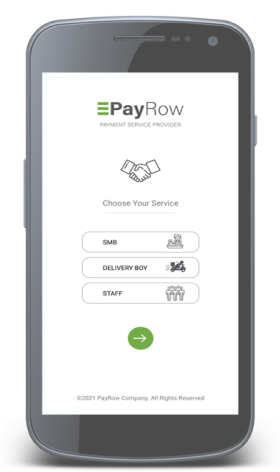 PayRow
PAYMENT SERVICE PROVIDER
Choose Your Service
SMB
DELIVERY BOY
STAFF
©2021 PayRow Company. All Rights Reserved